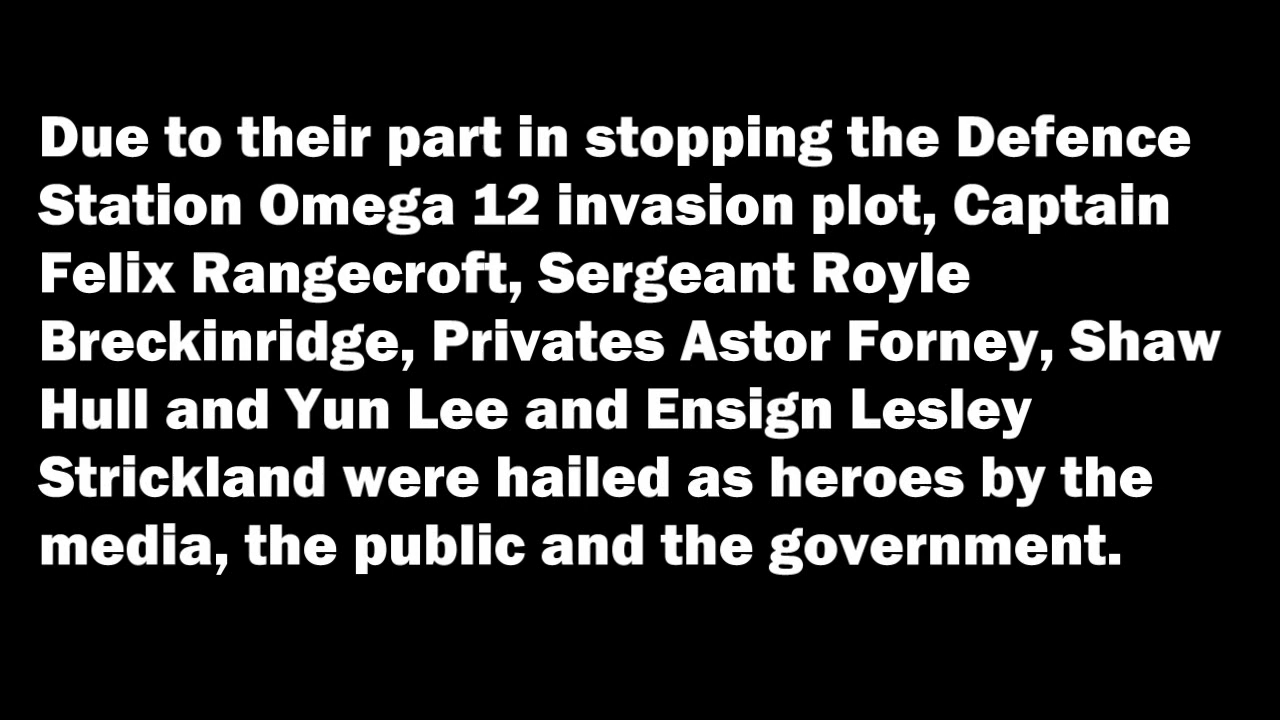 Due to their part in stopping the Defence
Station Omega 12 invasion plot, Captain
Felix Rangecroft, Sergeant Royle
Breckinridge, Privates Astor Forney, Shaw
Hull and Yun Lee and Ensign Lesley
Strickland were hailed as heroes by the
media, the public and the government.